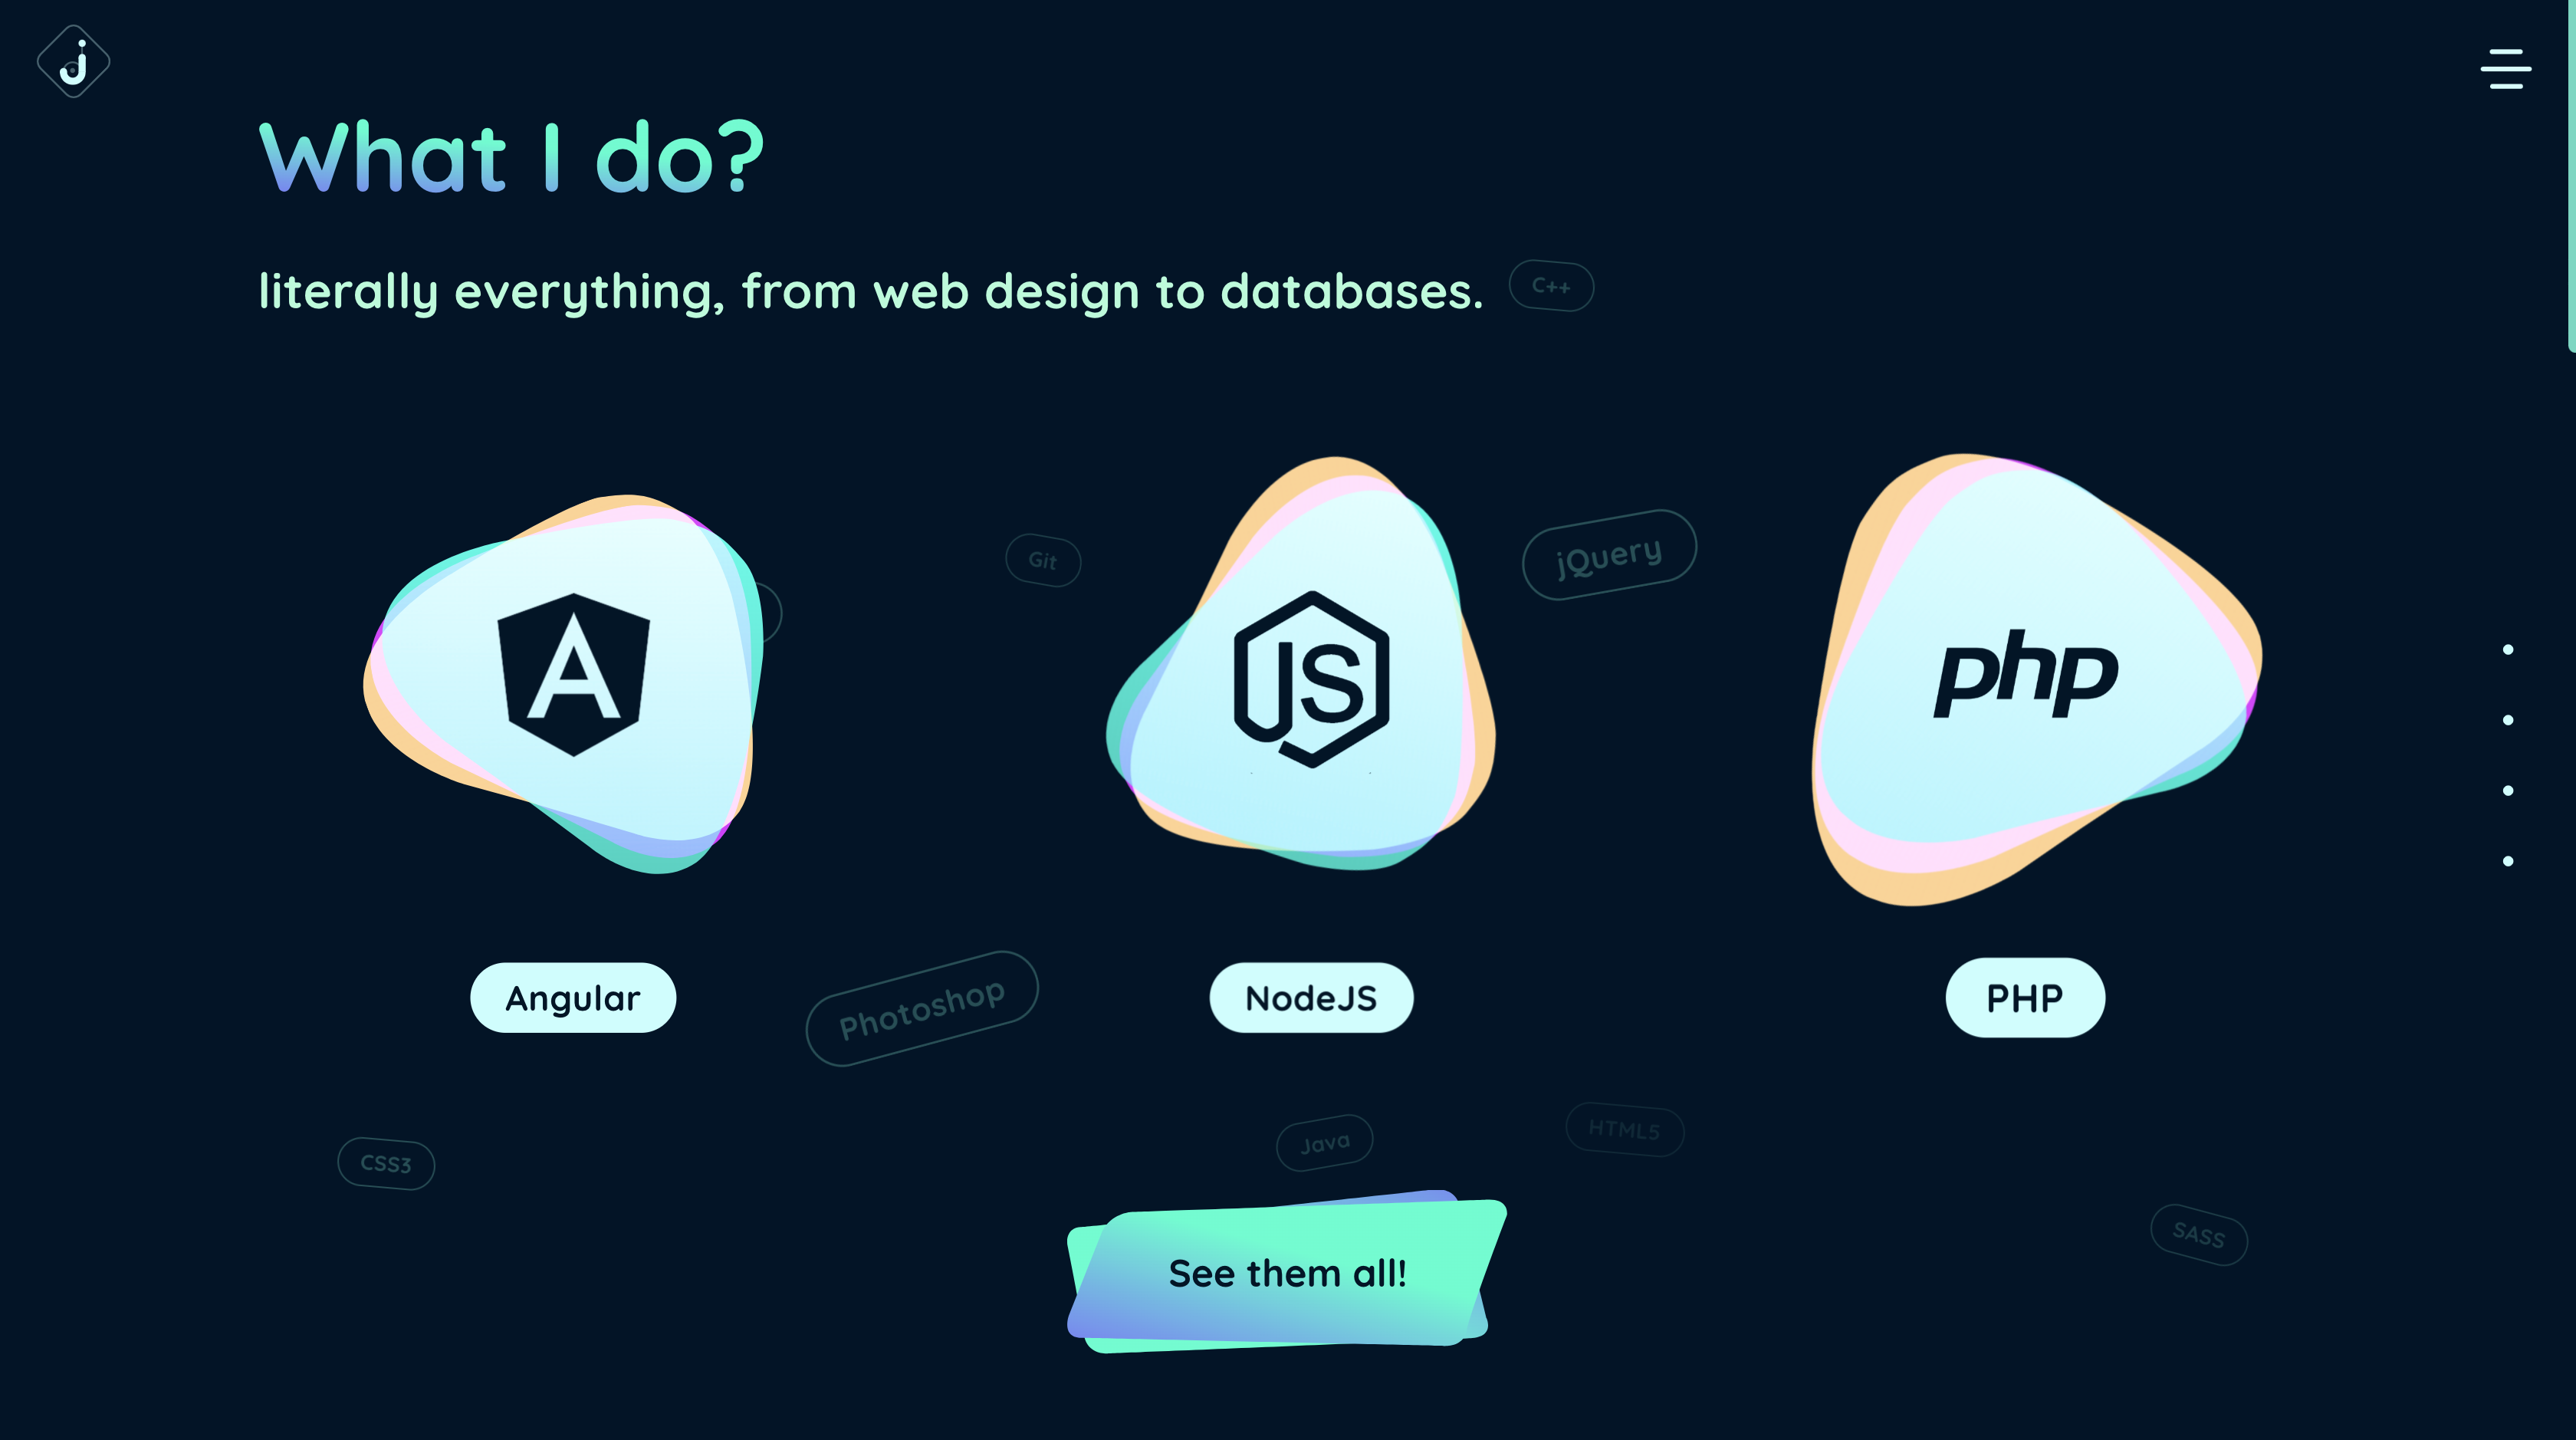 J
What I do?
literally everything, from web design to databases.
C++
Git
jQuery
A
JS
php
Angular
Photoshop
NodeJS
PHP
CSS3
Java
HTML5
SASS
See them all!